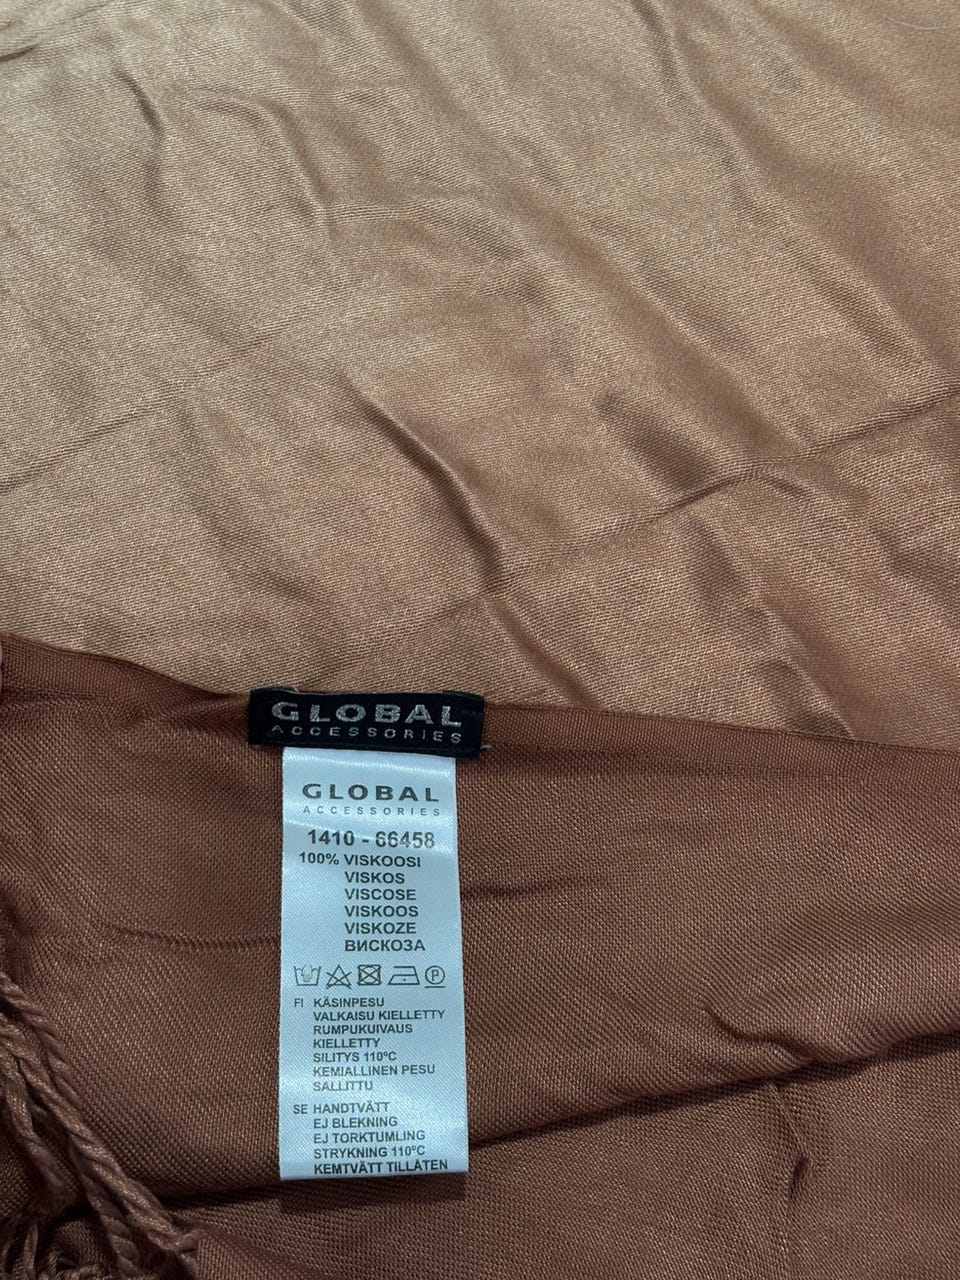 GLOBAL
ACCESSORIES
GLOBAL
ACCESSORIES
1410 - 66458
100% VISKOOSI
VISKOS
VISCOSE
VISKOOS
VISKOZE
ВИСКОЗА
P
FI KÄSINPESU
VALKAISU KIELLETTY
RUMPUKUIVAUS
KIELLETTY
SILITYS 110°C
KEMIALLINEN PESU
SALLITTU
SE HANDTVÄTT
EJ BLEKNING
EJ TORKTUMLING
STRYKNING 110°C
KEMTVÄTT TILLÅTEN